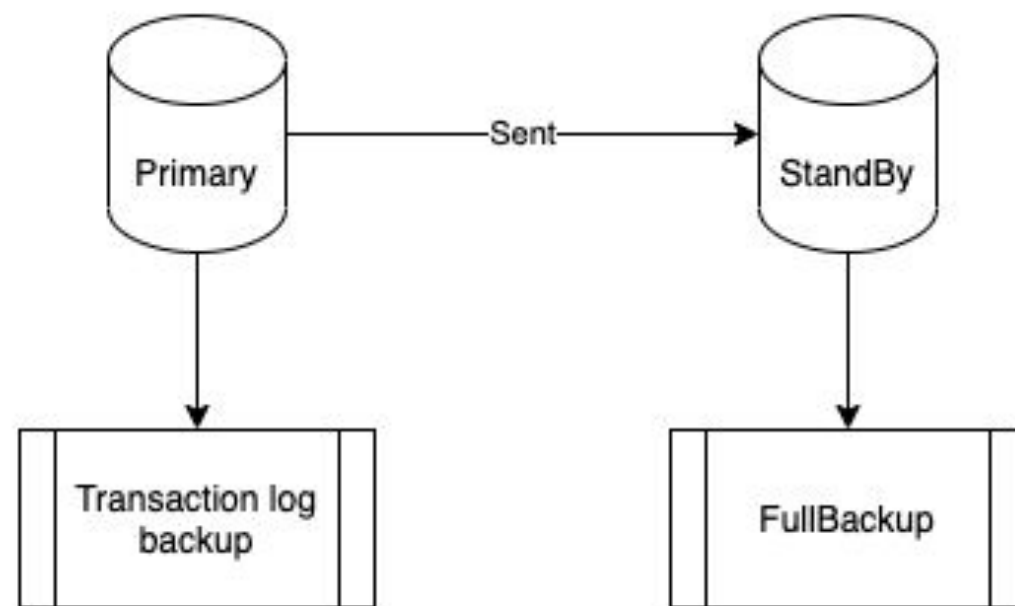 Sent
Primary
StandBy
Transaction log
backup
FullBackup